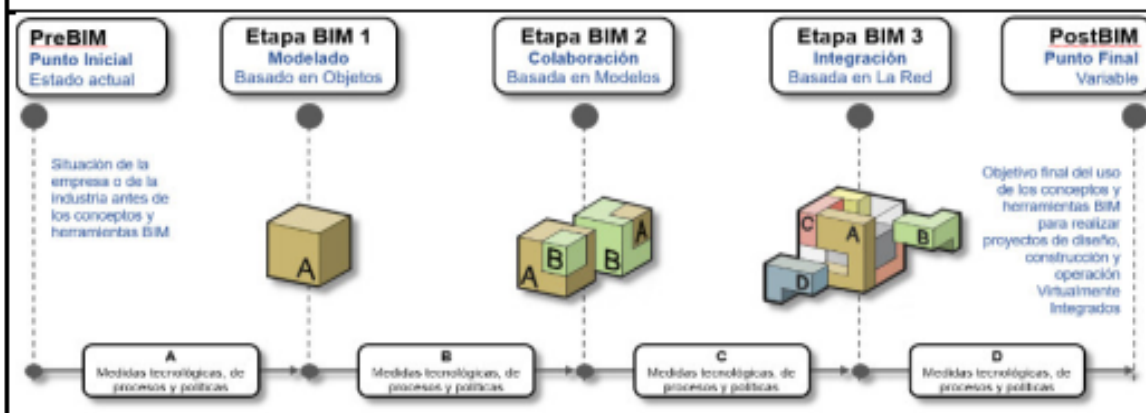 PreBIM
Punto Inicial
Estado actual
Etapa BIM 1
Modelado
Basado en Objetos
Etapa BIM 2
Colaboración
Basada en Modelos
Etapa BIM 3
Integración
Basada en La Red
PostBIM
Punto Final
Variable
Situación de la
empresa o de la
industria antes de
los conceptos y
herramientas BIM
A
A
B
B
A
C
A
B
D
Objetivo final del uso
de los conceptos y
herramientas BIM
para realizar
proyectos de diseño,
construcción y
operación
Virtualmente
Integrados
A
Medidas tecnológicas, de
procesos y políticas
B
Medidas tecnológicas, de
procesos y políticas
C
Medidas tecnológicas, de
procesos y políticas
D
Medidas tecnológicas, de
procesos y políticas